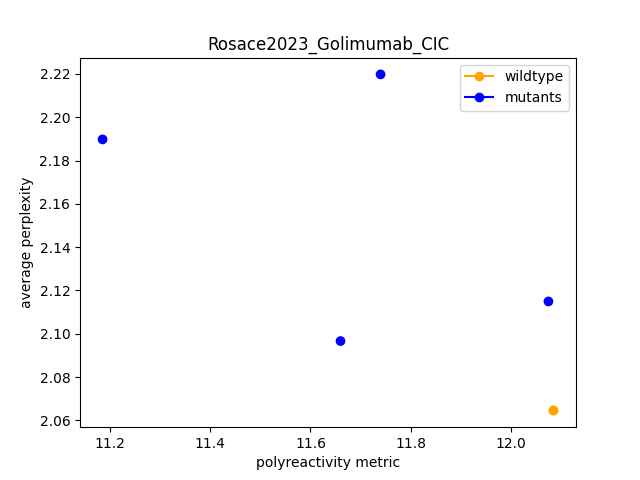 Rosace2023_Golimumab_CIC
wildtype
mutants
average perplexity
2.22
2.20
2.18
2.16
2.14
2.12
2.10
2.08
2.06
11.2 11.4 11.6 11.8 12.0
polyreactivity metric